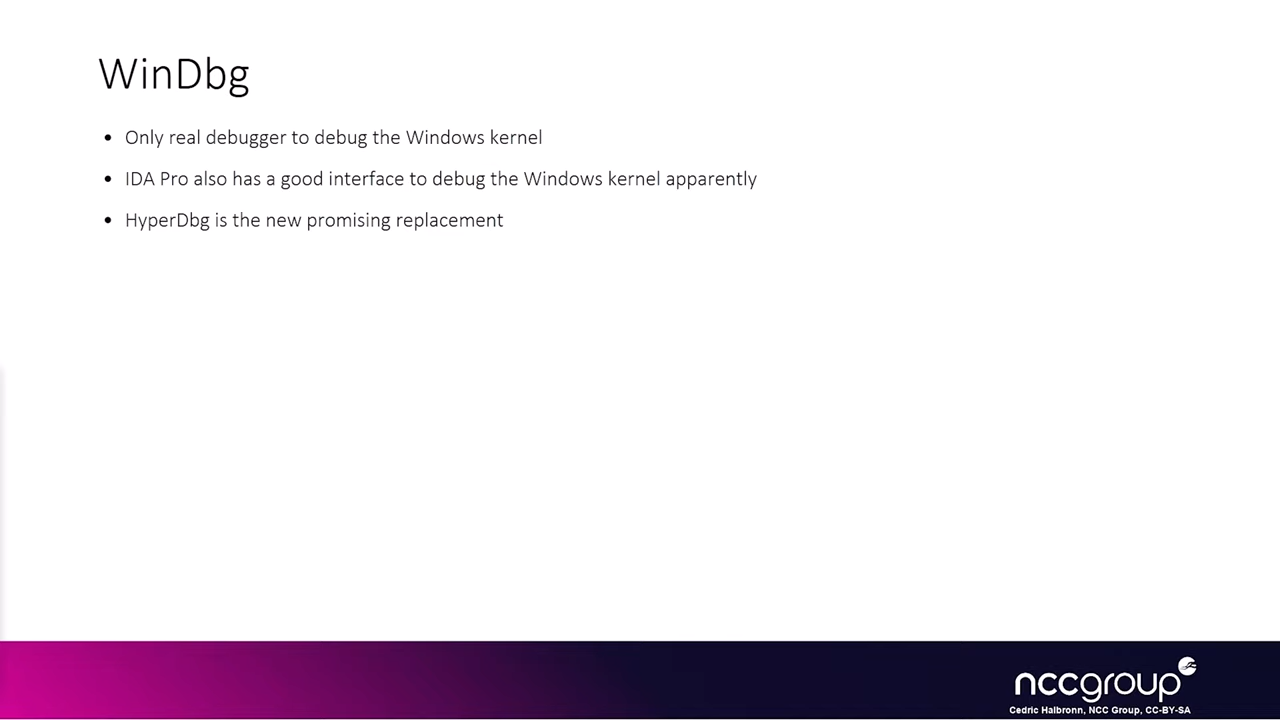 WinDbg
• Only real debugger to debug the Windows kernel
• IDA Pro also has a good interface to debug the Windows kernel apparently
• HyperDbg is the new promising replacement
nccgroup
Cedric Halbronn, NCC Group, CC-BY-SA